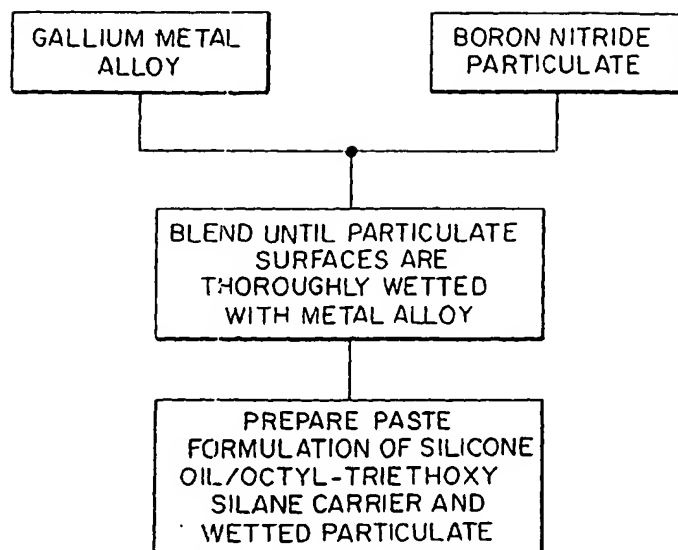 GALLIUM METAL
ALLOY
BORON NITRIDE
PARTICULATE
BLEND UNTIL PARTICULATE
SURFACES ARE
THOROUGHLY WETTED
WITH METAL ALLOY
PREPARE PASTE
FORMULATION OF SILICONE
OIL/OCTYL-TRIETHOXY
SILANE CARRIER AND
WETTED PARTICULATE